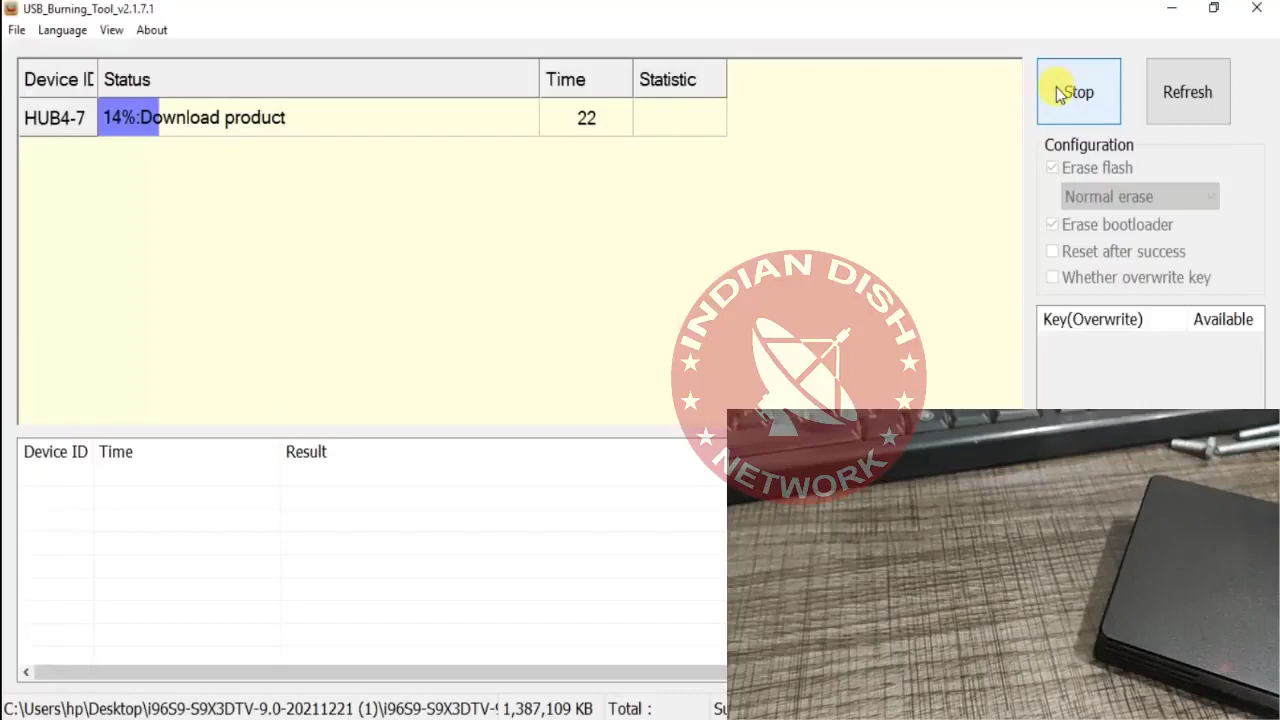 USB_Burning_Tool_v2.1.7.1
File Language View About
Device ID Status Time Statistic
HUB4-7 14%:Download product 22
Stop Refresh
Configuration
Erase flash
Normal erase
Erase bootloader
Reset after success
Whether overwrite key
Key(Overwrite) Available
INDIAN DISH
NETWORK
Device ID Time Result
C:\Users\hp\Desktop\i96S9-S9X3DTV-9.0-20211221 (1)\i96S9-S9X3DTV- 1,387,109 KB Total :